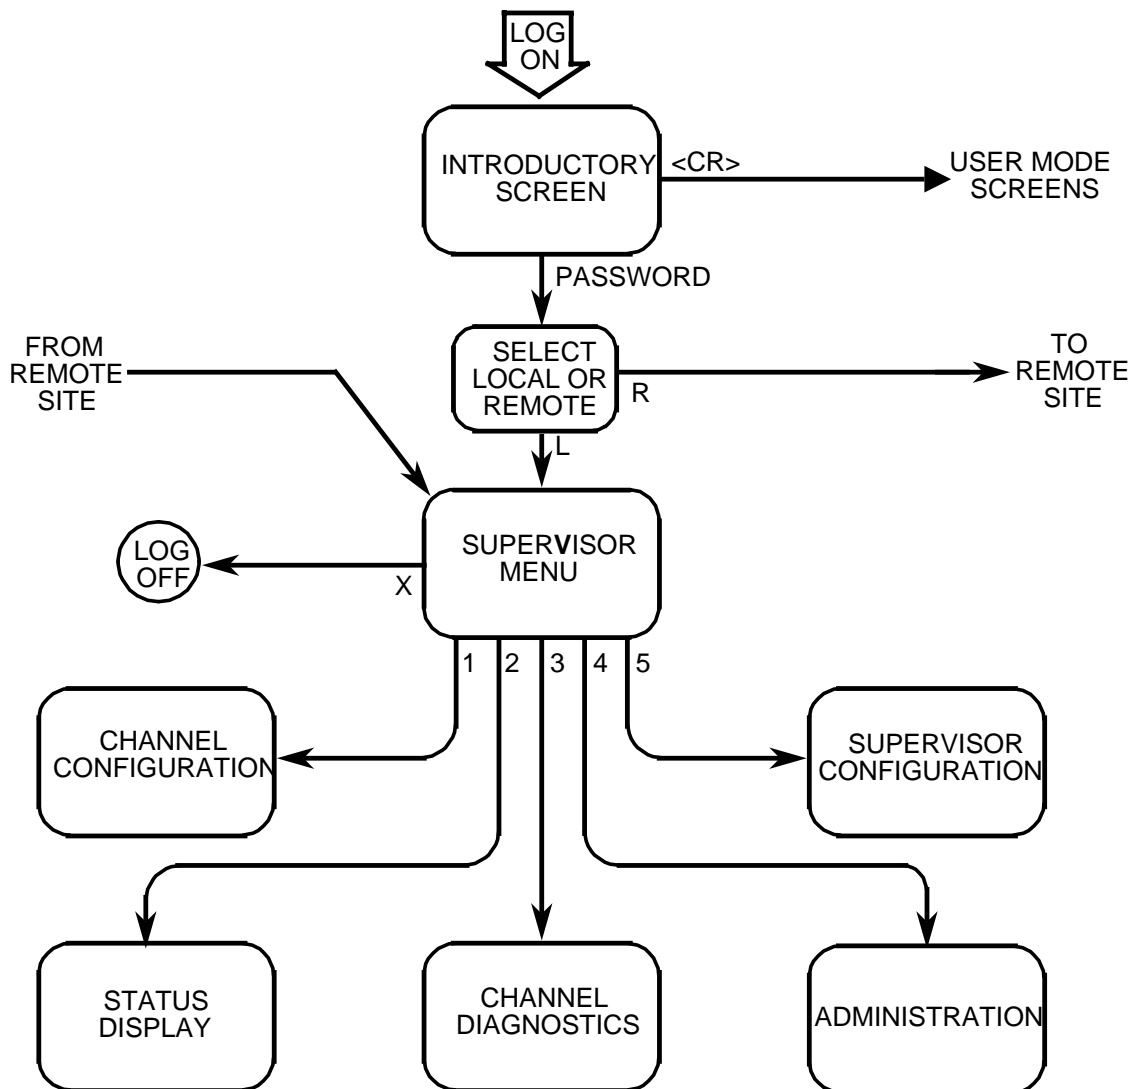 LOG
ON
INTRODUCTORY
SCREEN
<CR>
USER MODE
SCREENS
PASSWORD
FROM
REMOTE
SITE
SELECT
LOCAL OR
REMOTE
R
TO
REMOTE
SITE
L
SUPERVISOR
MENU
LOG
OFF
X
1
2
3
4
5
CHANNEL
CONFIGURATION
SUPERVISOR
CONFIGURATION
STATUS
DISPLAY
CHANNEL
DIAGNOSTICS
ADMINISTRATION